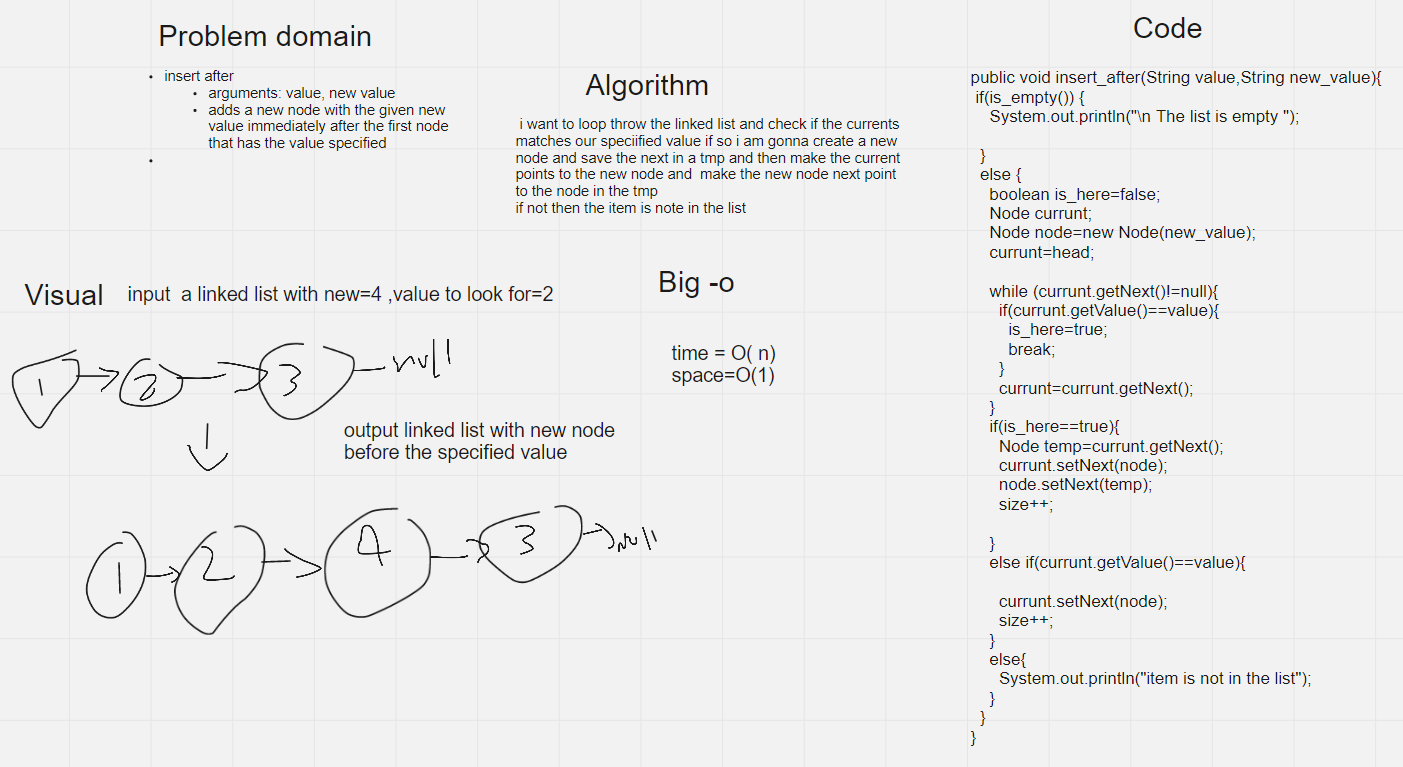 Problem domain
insert after
arguments: value, new value
adds a new node with the given new
value immediately after the first node
that has the value specified
Algorithm
i want to loop throw the linked list and check if the currents
matches our speciified value if so i am gonna create a new
node and save the next in a tmp and then make the current
points to the new node and  make the new node next point
to the node in the tmp
if not then the item is note in the list
Visual
input  a linked list with new=4 ,value to look for=2
1 2 3 null
output linked list with new node
before the specified value
1 2 4 3 null
Big -o
time = O( n)
space=O(1)
Code
public void insert_after(String value,String new_value){
if(is_empty()) {
System.out.println("\n The list is empty ");
}
else {
boolean is_here=false;
Node currunt;
Node node=new Node(new_value);
currunt=head;
while (currunt.getNext()!=null){
if(currunt.getValue()==value){
is_here=true;
break;
}
currunt=currunt.getNext();
}
if(is_here==true){
Node temp=currunt.getNext();
currunt.setNext(node);
node.setNext(temp);
size++;
}
else if(currunt.getValue()==value){
currunt.setNext(node);
size++;
}
else{
System.out.println("item is not in the list");
}
}
}